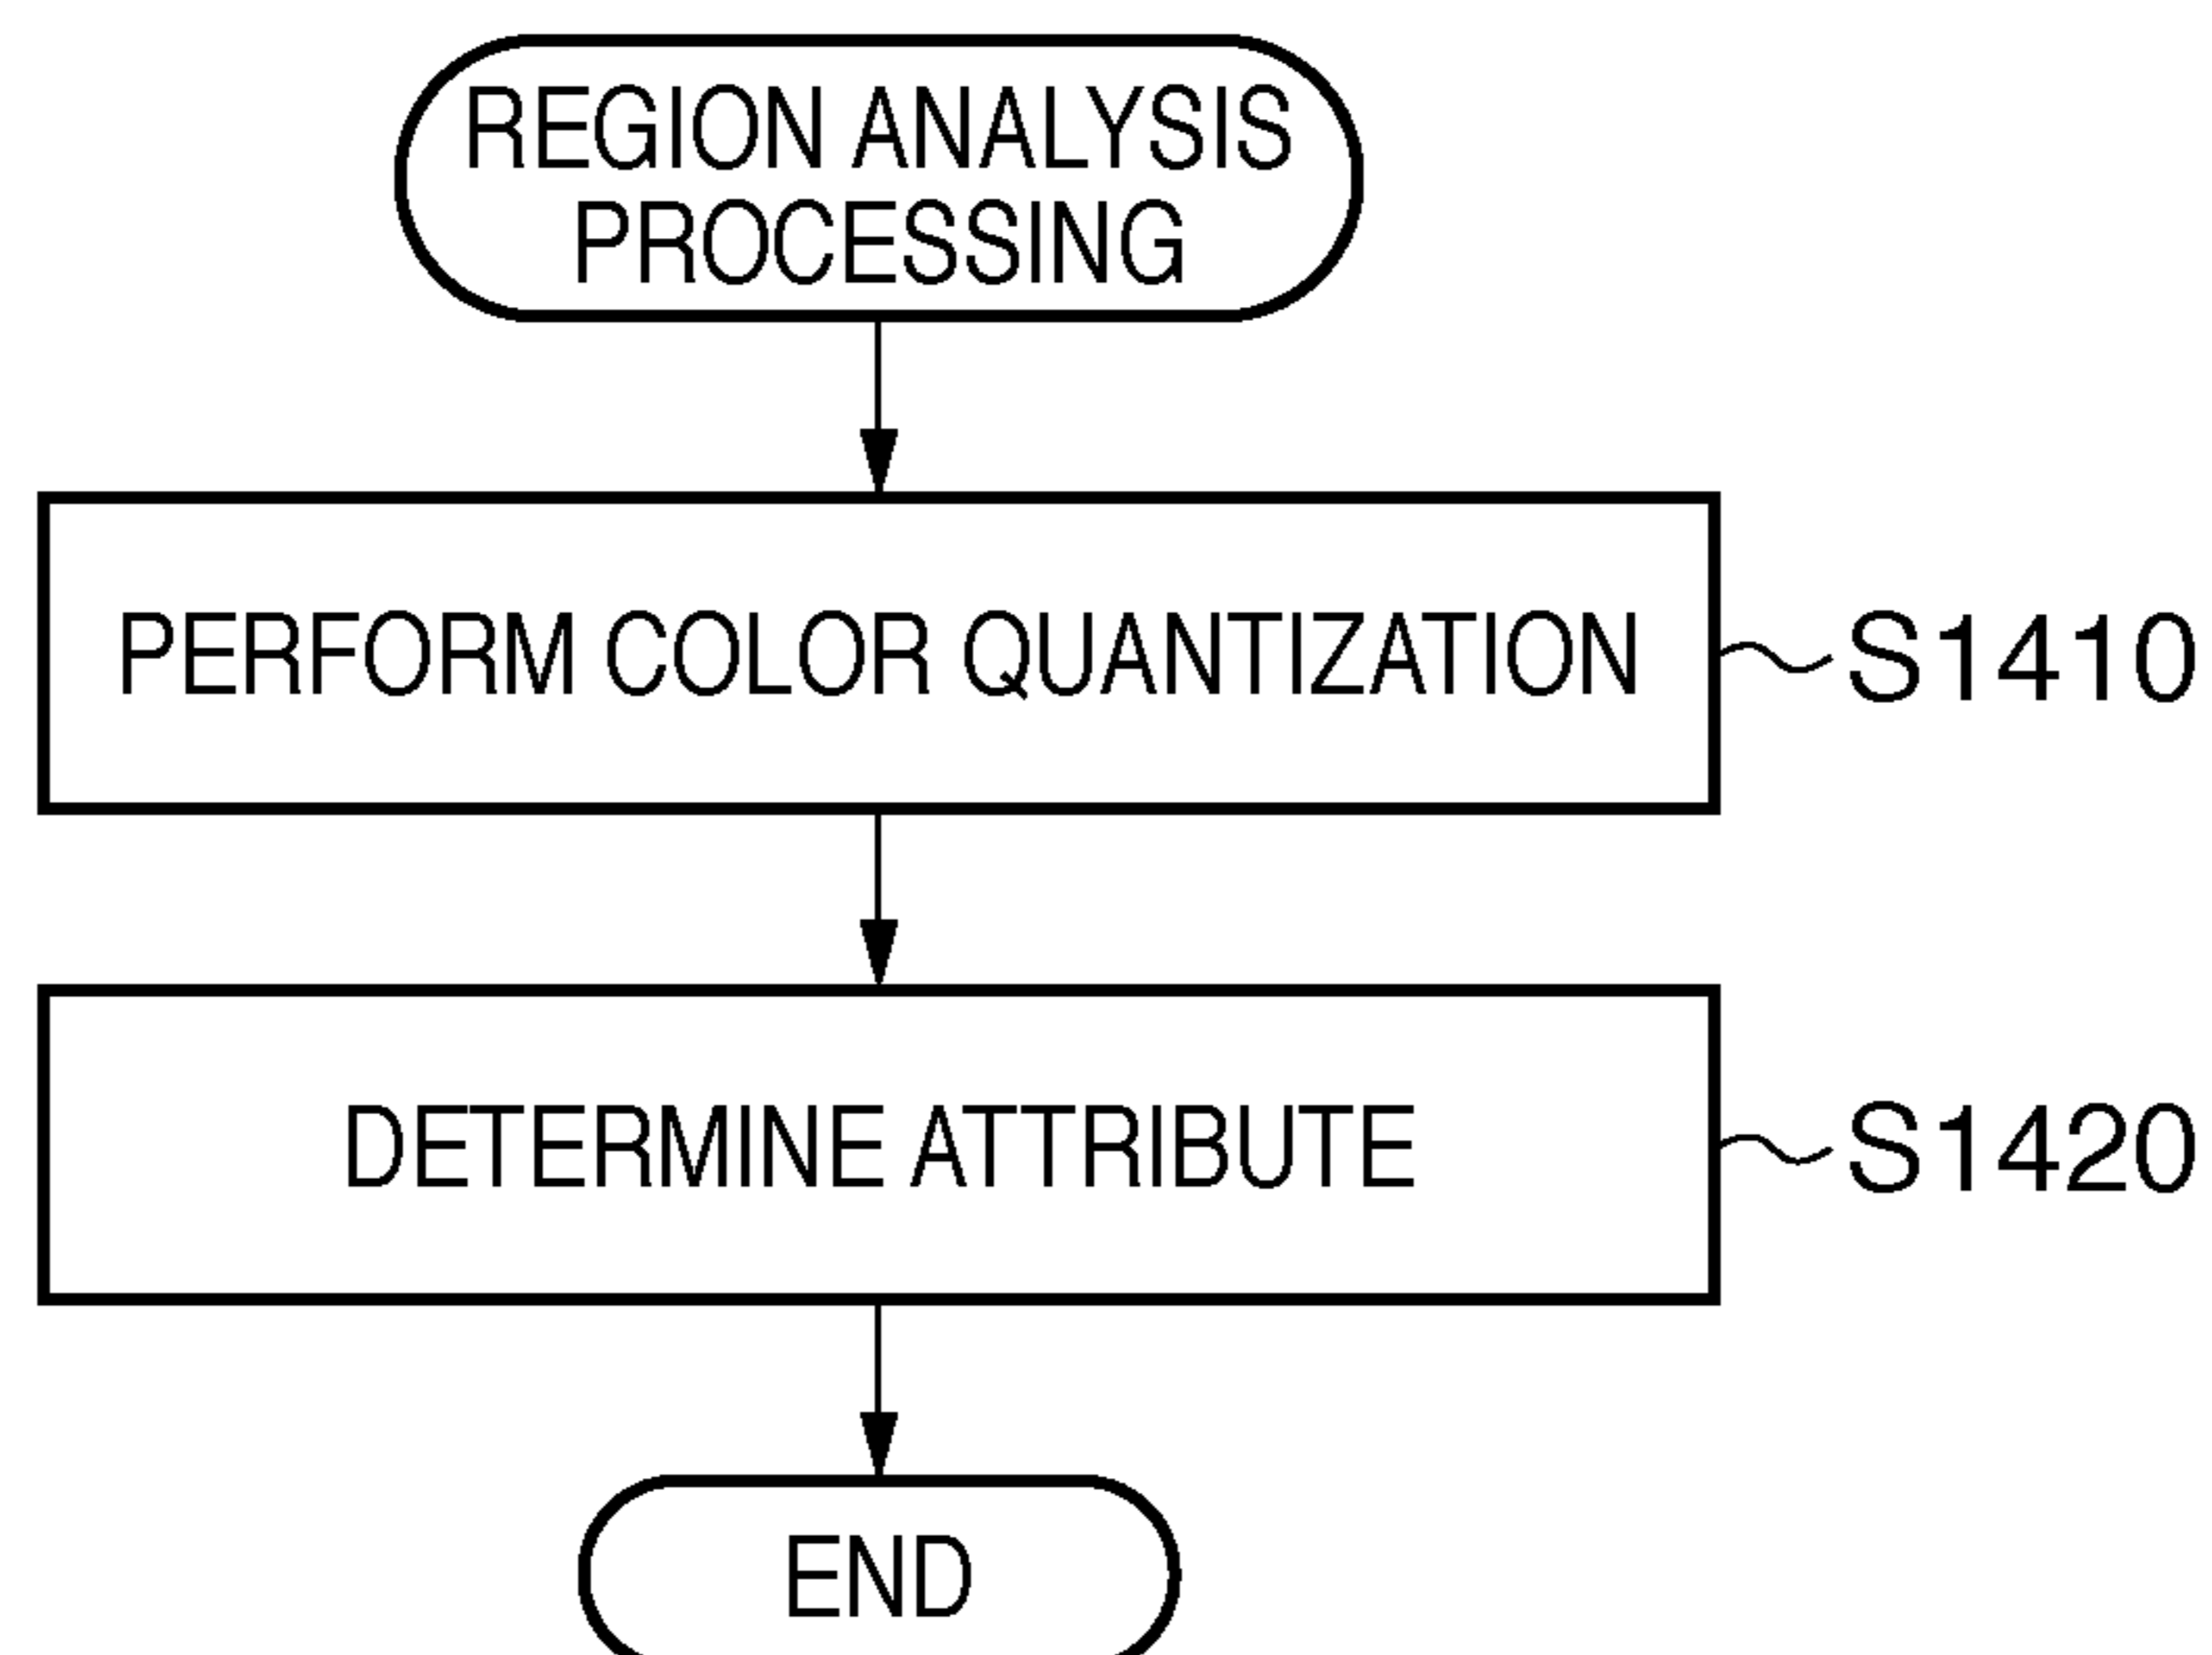 REGION ANALYSIS
PROCESSING
PERFORM COLOR QUANTIZATION
S1410
DETERMINE ATTRIBUTE
S1420
END